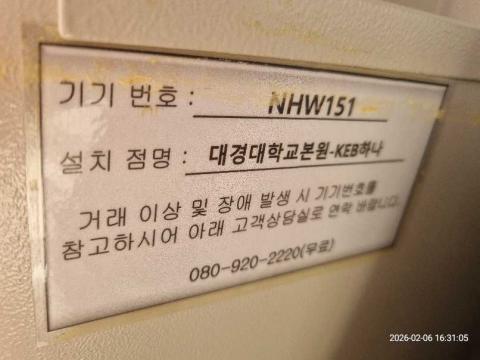 기기 번호 : NHW151
설치 점명 : 대경대학교본원-KEB하나
거래 이상 및 장애 발생 시 기기번호를
참고하시어 아래 고객상담실로 연락 바랍니다.
080-920-2220(무료)
2026-02-06 16:31:05